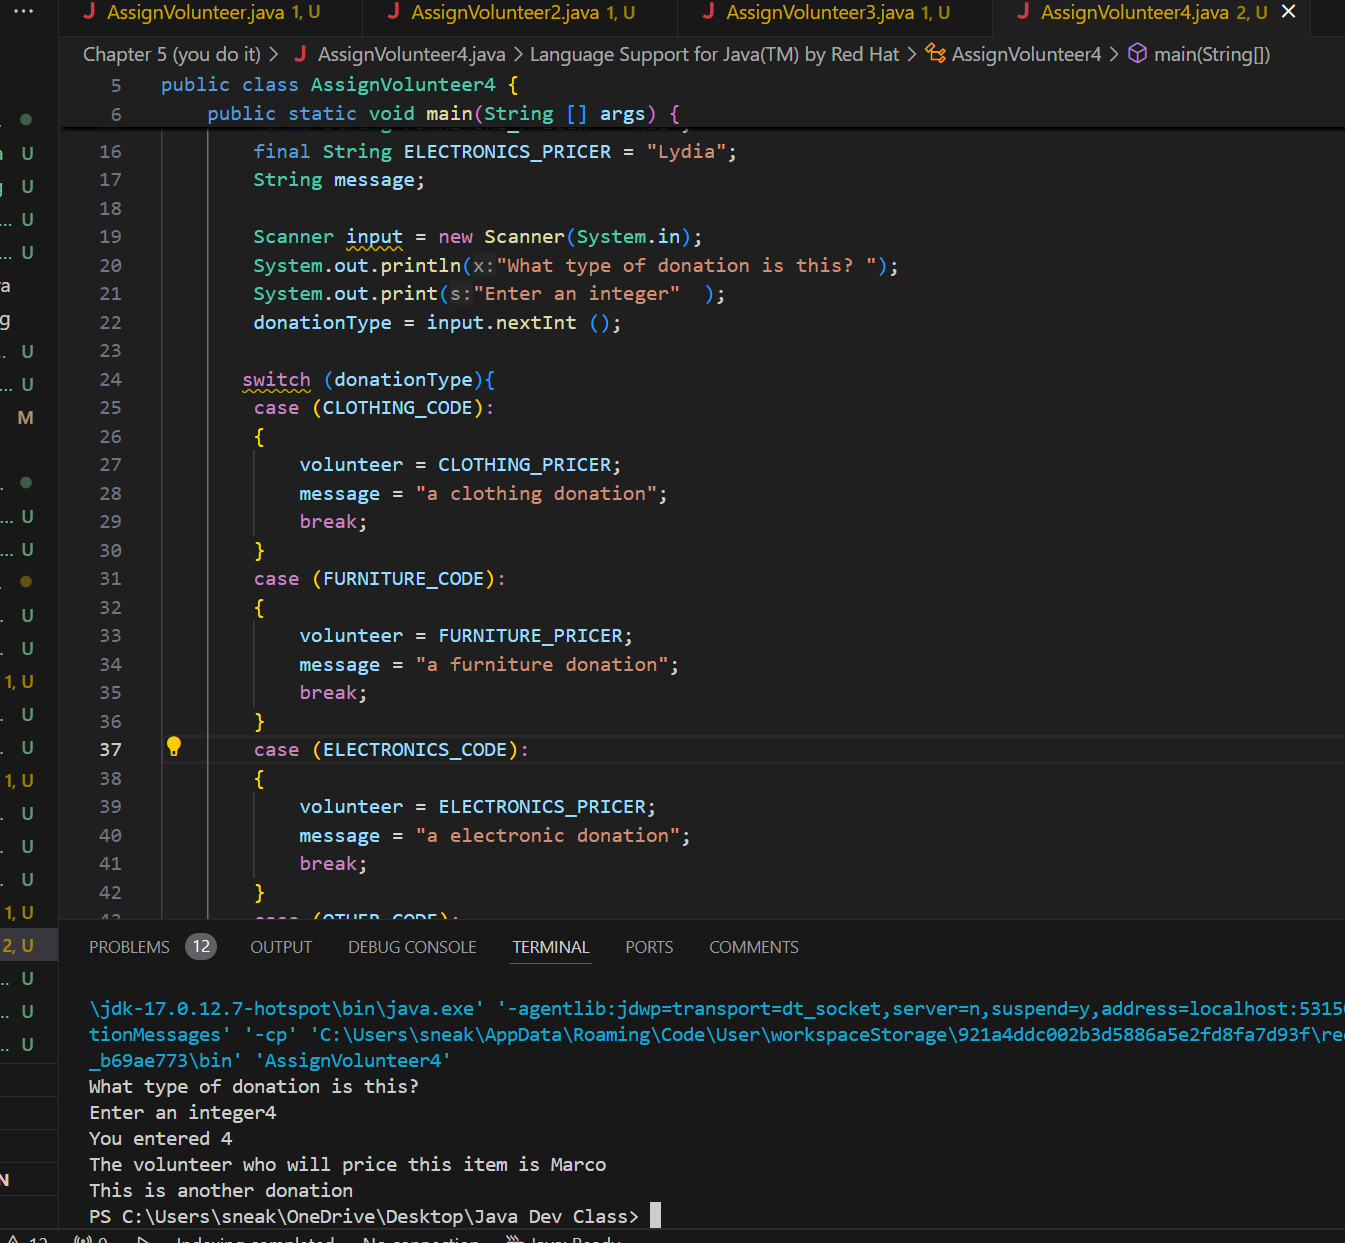 AssignVolunteer.java 1, U AssignVolunteer2.java 1, U AssignVolunteer3.java 1, U AssignVolunteer4.java 2, U
Chapter 5 (you do it) > AssignVolunteer4.java > Language Support for Java(TM) by Red Hat > AssignVolunteer4 > main(String[])
5 public class AssignVolunteer4 {
6 public static void main(String [] args) {
16 final String ELECTRONICS_PRICER = "Lydia";
17 String message;
18
19 Scanner input = new Scanner(System.in);
20 System.out.println(x:"What type of donation is this? ");
21 System.out.print(s:"Enter an integer"  );
22 donationType = input.nextInt ();
23
24 switch (donationType){
25 case (CLOTHING_CODE):
26 {
27 volunteer = CLOTHING_PRICER;
28 message = "a clothing donation";
29 break;
30 }
31 case (FURNITURE_CODE):
32 {
33 volunteer = FURNITURE_PRICER;
34 message = "a furniture donation";
35 break;
36 }
37 case (ELECTRONICS_CODE):
38 {
39 volunteer = ELECTRONICS_PRICER;
40 message = "a electronic donation";
41 break;
42 }
43 case (OTHER_CODE):
PROBLEMS 12 OUTPUT DEBUG CONSOLE TERMINAL PORTS COMMENTS
\jdk-17.0.12.7-hotspot\bin\java.exe' '-agentlib:jdwp=transport=dt_socket,server=n,suspend=y,address=localhost:5315
tionMessages' '-cp' 'C:\Users\sneak\AppData\Roaming\Code\User\workspaceStorage\921a4ddc002b3d5886a5e2fd8fa7d93f\re
_b69ae773\bin' 'AssignVolunteer4'
What type of donation is this?
Enter an integer4
You entered 4
The volunteer who will price this item is Marco
This is another donation
PS C:\Users\sneak\OneDrive\Desktop\Java Dev Class>